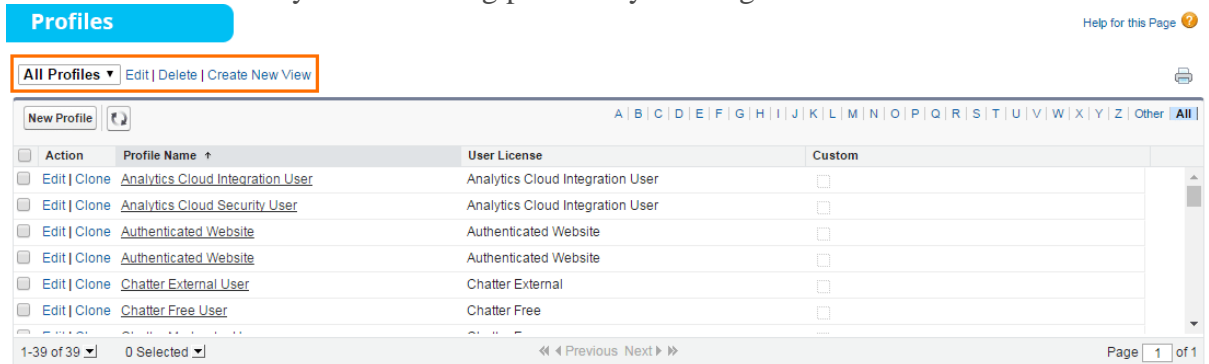 Profiles
Help for this Page
All Profiles ▼ Edit | Delete | Create New View
New Profile
A | B | C | D | E | F | G | H | I | J | K | L | M | N | O | P | Q | R | S | T | U | V | W | X | Y | Z | Other | All
Action Profile Name ↑ User License Custom
Edit | Clone Analytics Cloud Integration User Analytics Cloud Integration User
Edit | Clone Analytics Cloud Security User Analytics Cloud Integration User
Edit | Clone Authenticated Website Authenticated Website
Edit | Clone Authenticated Website Authenticated Website
Edit | Clone Chatter External User Chatter External
Edit | Clone Chatter Free User Chatter Free
1-39 of 39 0 Selected Previous Next Page 1 of 1